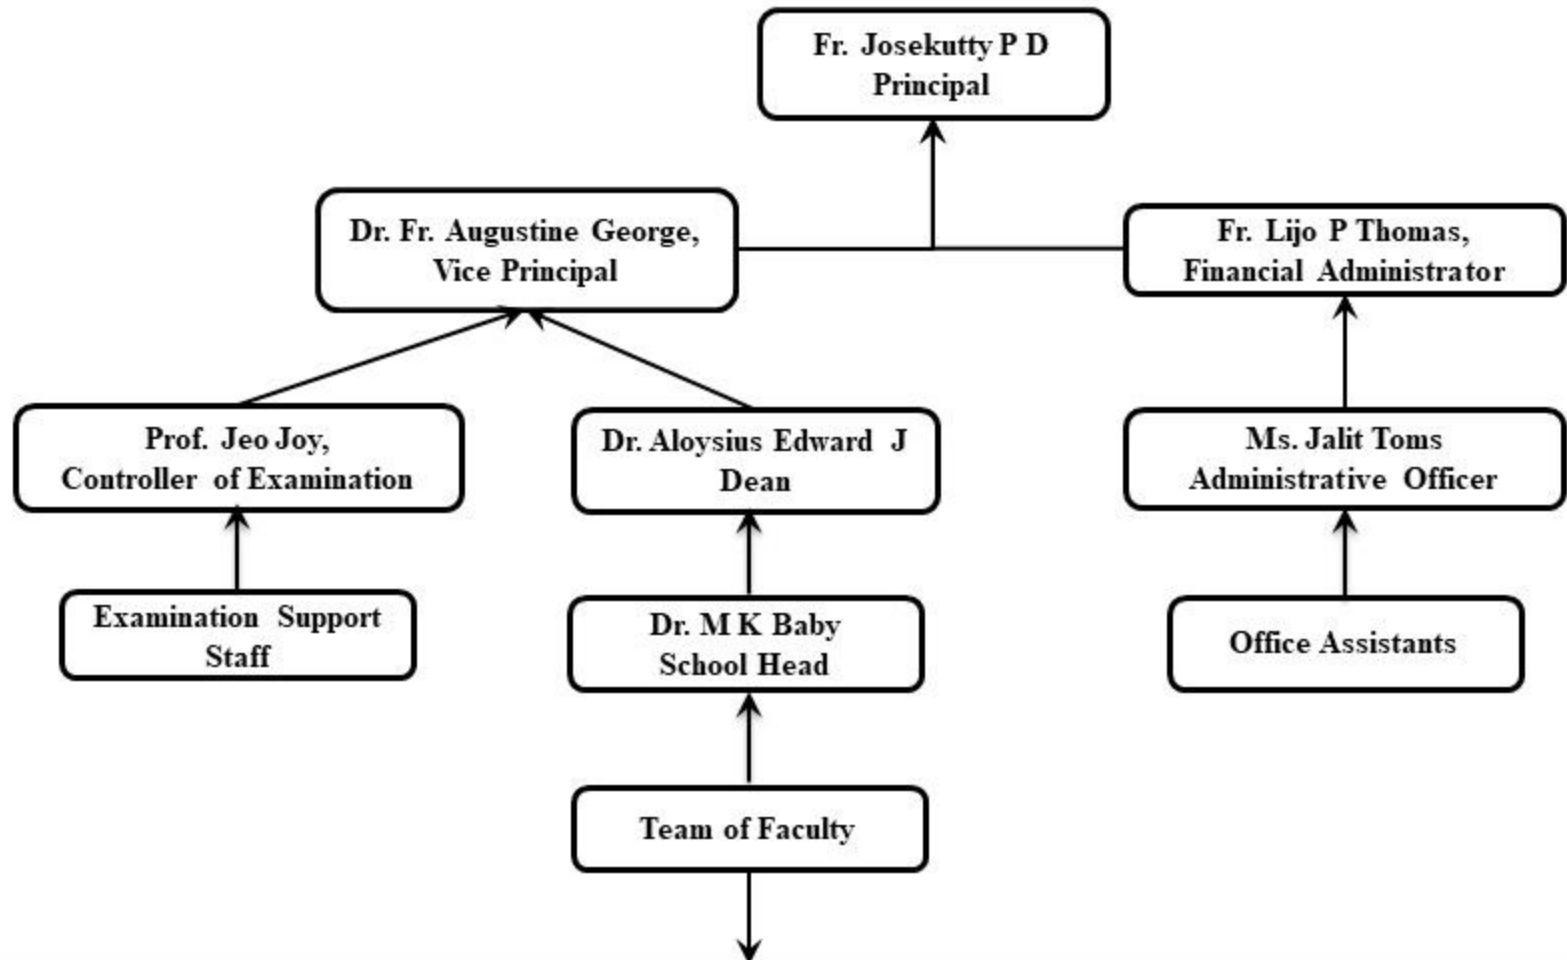 Fr. Josekutty P D
Principal
Dr. Fr. Augustine George,
Vice Principal
Fr. Lijo P Thomas,
Financial Administrator
Prof. Jeo Joy,
Controller of Examination
Dr. Aloysius Edward J
Dean
Ms. Jalit Toms
Administrative Officer
Examination Support
Staff
Dr. M K Baby
School Head
Office Assistants
Team of Faculty